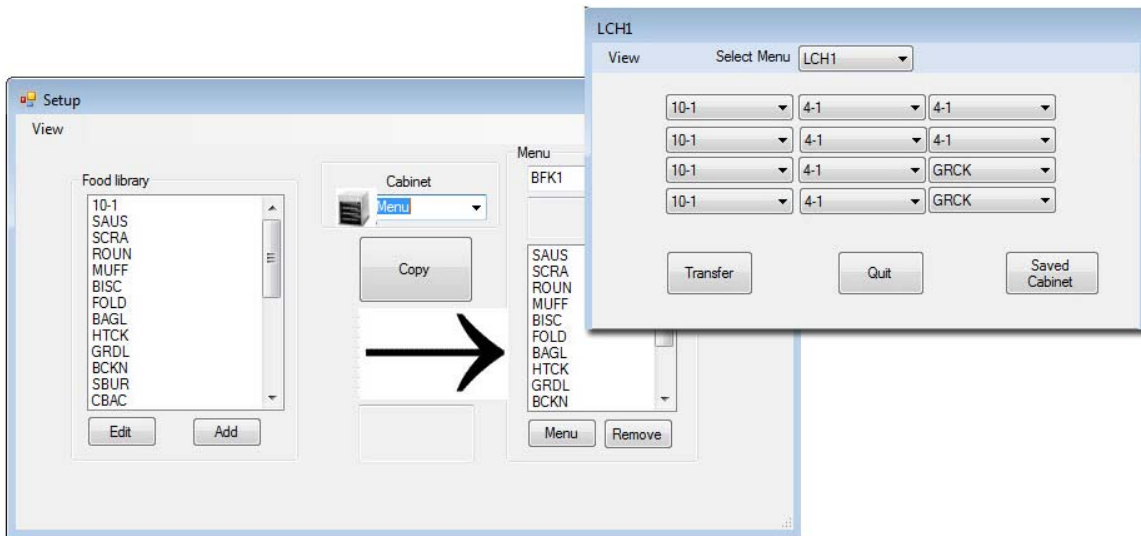 LCH1
View Select Menu LCH1
10-1 4-1 4-1
10-1 4-1 4-1
10-1 4-1 GRCK
10-1 4-1 GRCK
Transfer Quit Saved Cabinet
Setup
View
Food library
10-1
SAUS
SCRA
ROUN
MUFF
BISC
FOLD
BAGL
HTCK
GRDL
BCKN
SBUR
CBAC
Edit Add
Cabinet
Menu
Copy
Menu
BFK1
SAUS
SCRA
ROUN
MUFF
BISC
FOLD
BAGL
HTCK
GRDL
BCKN
Menu Remove